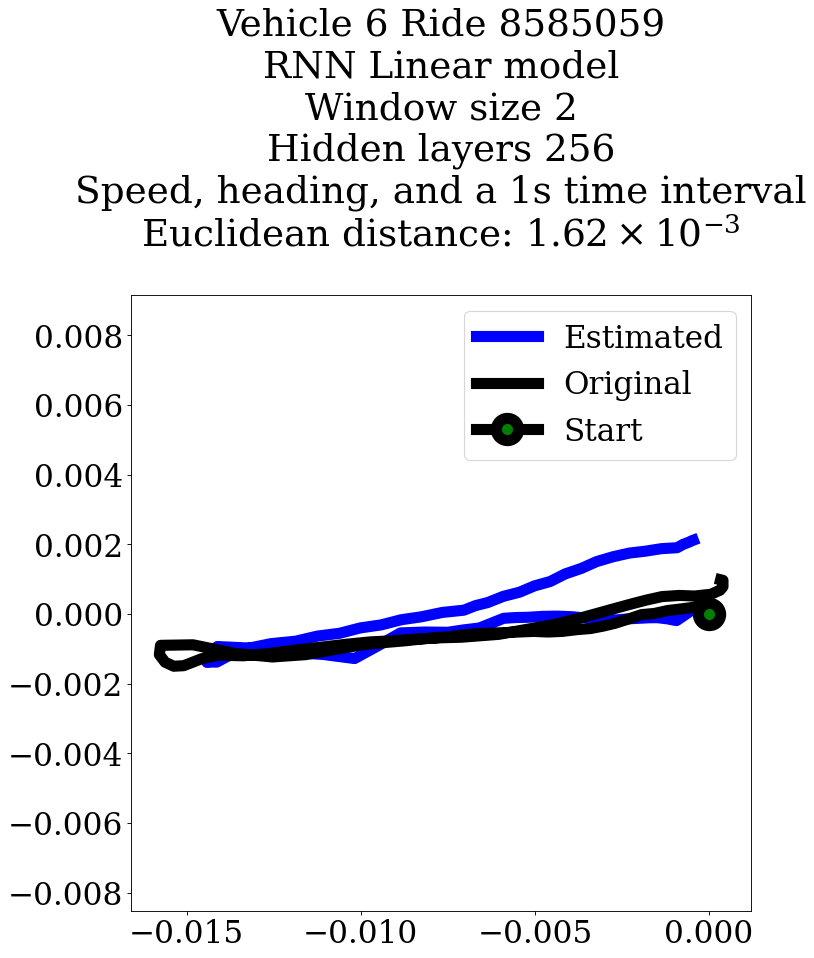 Vehicle 6 Ride 8585059
RNN Linear model
Window size 2
Hidden layers 256
Speed, heading, and a 1s time interval
Euclidean distance: 1.62 × 10⁻³
Estimated
Original
Start
0.008
0.006
0.004
0.002
0.000
−0.002
−0.004
−0.006
−0.008
−0.015 −0.010 −0.005 0.000